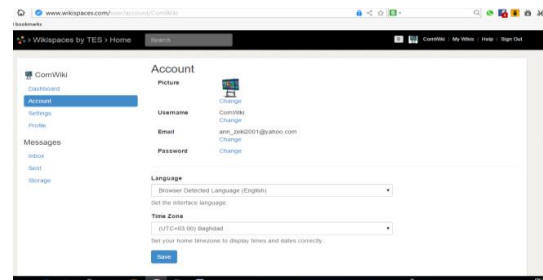 www.wikispaces.com/user/account/ComWiki
bookmarks
> Wikispaces by TES > Home
Search
0
ComWiki | My Wikis | Help | Sign Out
ComWiki
Dashboard
Account
Settings
Profile
Messages
Inbox
Sent
Storage
Account
Picture
Change
Username
ComWiki
Change
Email
ann_zeki2001@yahoo.com
Change
Password
Change
Language
Browser Detected Language (English)
Set the interface language.
Time Zone
(UTC+03:00) Baghdad
Set your home timezone to display times and dates correctly.
Save